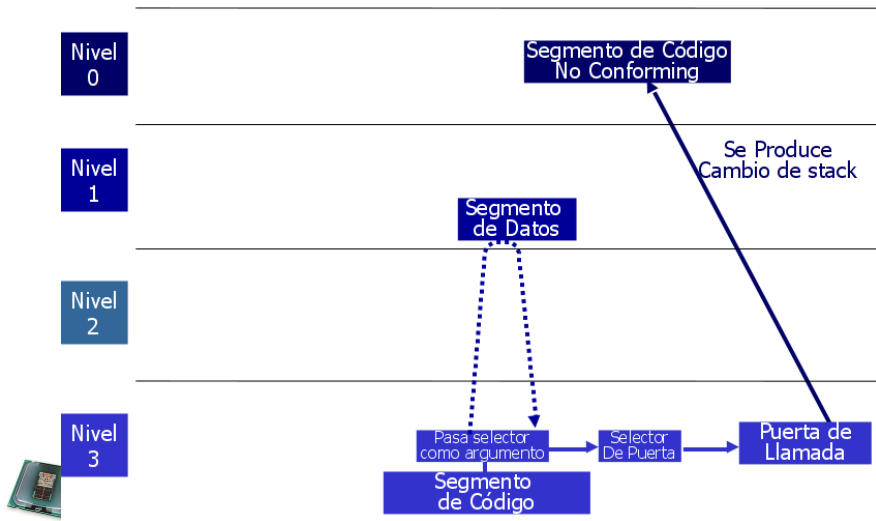 Nivel
0
Segmento de Código
No Conforming
Nivel
1
Se Produce
Cambio de stack
Segmento
de Datos
Nivel
2
Nivel
3
Pasa selector
como argumento
Selector
De Puerta
Puerta de
Llamada
Segmento
de Código